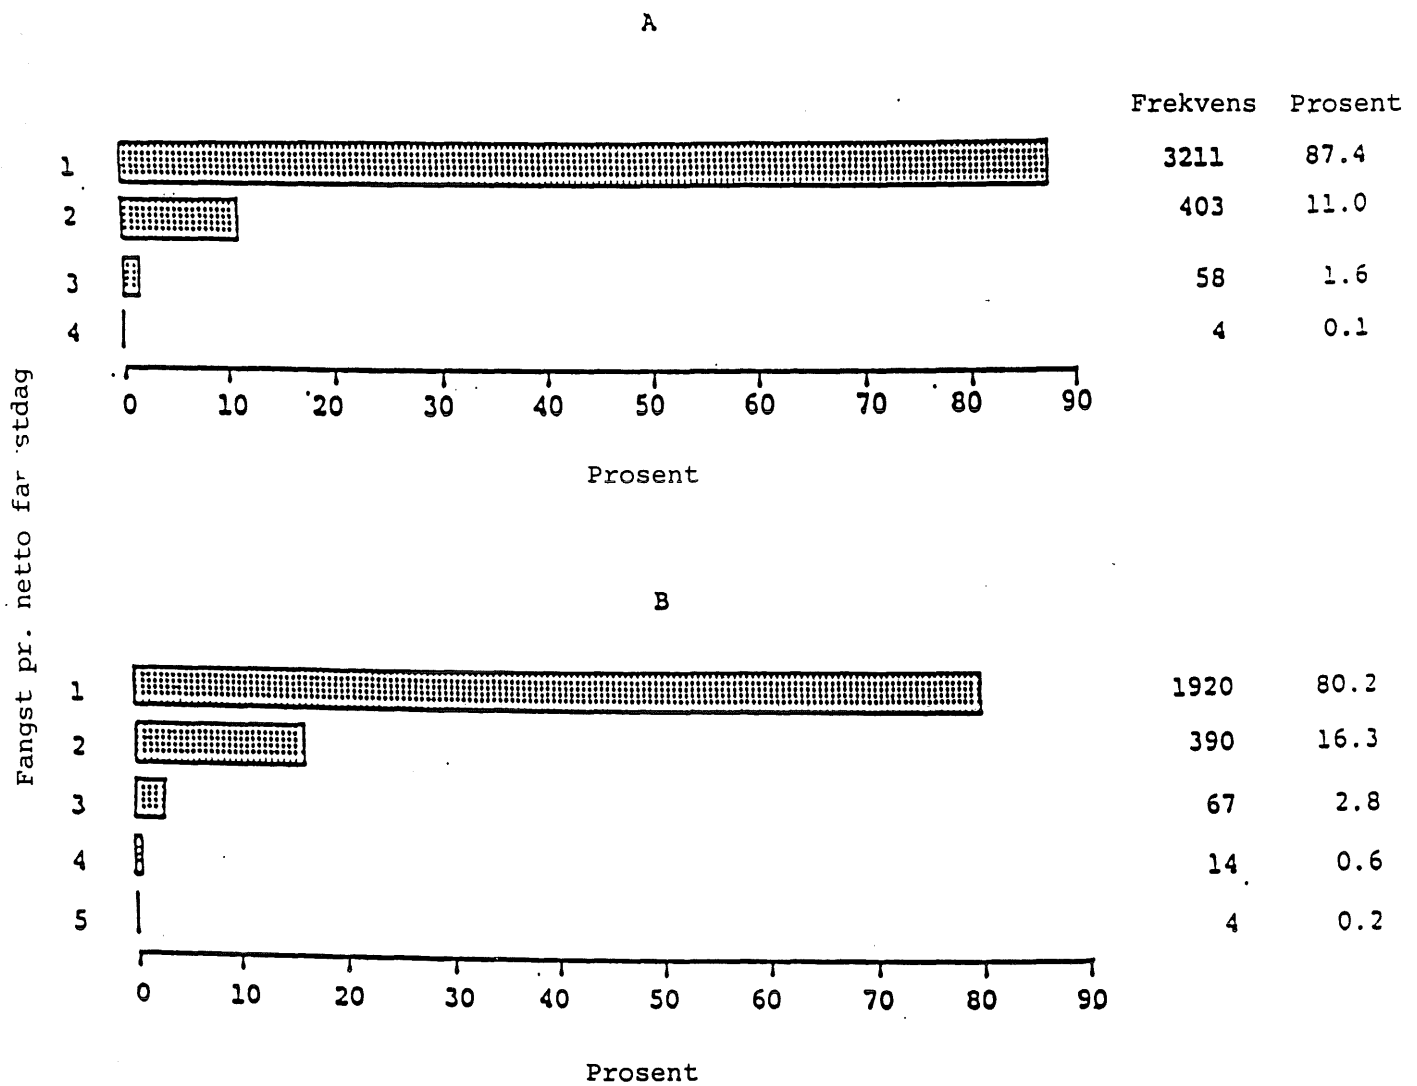 A
Frekvens Prosent
1 3211 87.4
2 403 11.0
3 58 1.6
4 4 0.1
0 10 20 30 40 50 60 70 80 90
Prosent
Fangst pr. netto far stdag
B
1 1920 80.2
2 390 16.3
3 67 2.8
4 14 0.6
5 4 0.2
0 10 20 30 40 50 60 70 80 90
Prosent